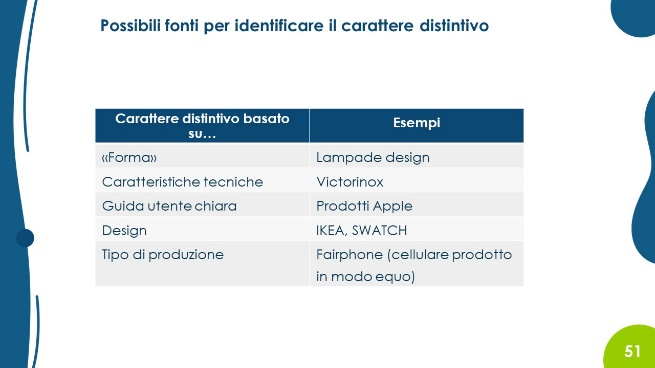 Possibili fonti per identificare il carattere distintivo
Carattere distintivo basato
su…
Esempi
«Forma»
Lampade design
Caratteristiche tecniche
Victorinox
Guida utente chiara
Prodotti Apple
Design
IKEA, SWATCH
Tipo di produzione
Fairphone (cellulare prodotto
in modo equo)
51